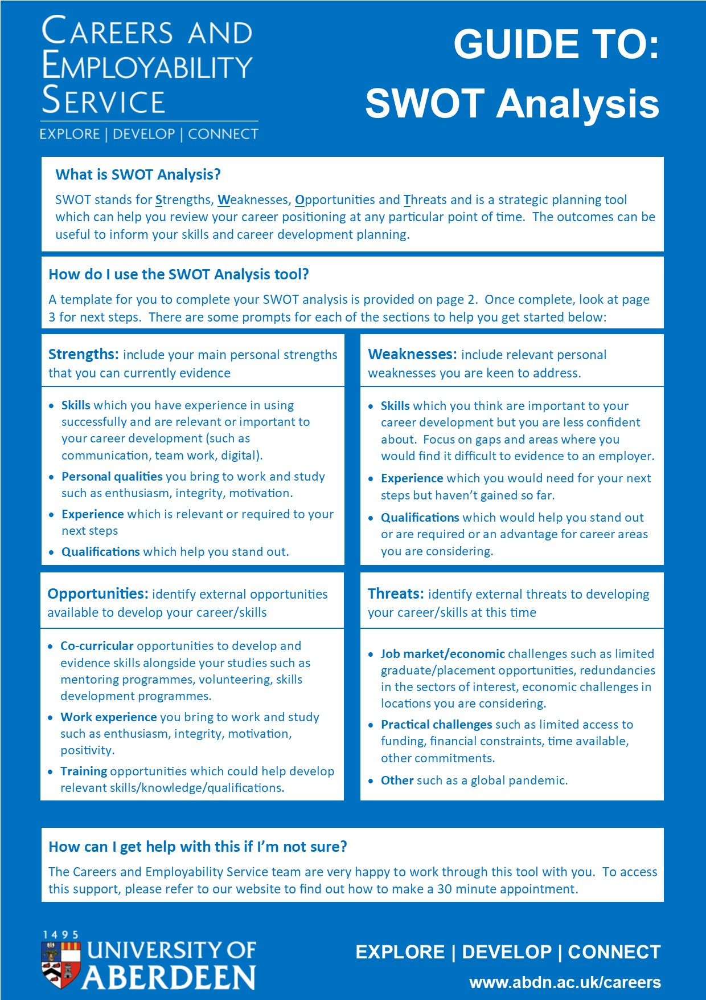 CAREERS AND
EMPLOYABILITY
SERVICE
EXPLORE | DEVELOP | CONNECT
GUIDE TO:
SWOT Analysis
What is SWOT Analysis?
SWOT stands for Strengths, Weaknesses, Opportunities and Threats and is a strategic planning tool
which can help you review your career positioning at any particular point of time.  The outcomes can be
useful to inform your skills and career development planning.
How do I use the SWOT Analysis tool?
A template for you to complete your SWOT analysis is provided on page 2.  Once complete, look at page
3 for next steps.  There are some prompts for each of the sections to help you get started below:
Strengths: include your main personal strengths
that you can currently evidence
• Skills which you have experience in using
successfully and are relevant or important to
your career development (such as
communication, team work, digital).
• Personal qualities you bring to work and study
such as enthusiasm, integrity, motivation.
• Experience which is relevant or required to your
next steps
• Qualifications which help you stand out.
Weaknesses: include relevant personal
weaknesses you are keen to address.
• Skills which you think are important to your
career development but you are less confident
about.  Focus on gaps and areas where you
would find it difficult to evidence to an employer.
• Experience which you would need for your next
steps but haven't gained so far.
• Qualifications which would help you stand out
or are required or an advantage for career areas
you are considering.
Opportunities: identify external opportunities
available to develop your career/skills
• Co-curricular opportunities to develop and
evidence skills alongside your studies such as
mentoring programmes, volunteering, skills
development programmes.
• Work experience you bring to work and study
such as enthusiasm, integrity, motivation,
positivity.
• Training opportunities which could help develop
relevant skills/knowledge/qualifications.
Threats: identify external threats to developing
your career/skills at this time
• Job market/economic challenges such as limited
graduate/placement opportunities, redundancies
in the sectors of interest, economic challenges in
locations you are considering.
• Practical challenges such as limited access to
funding, financial constraints, time available,
other commitments.
• Other such as a global pandemic.
How can I get help with this if I'm not sure?
The Careers and Employability Service team are very happy to work through this tool with you.  To access
this support, please refer to our website to find out how to make a 30 minute appointment.
1495
UNIVERSITY OF
ABERDEEN
EXPLORE | DEVELOP | CONNECT
www.abdn.ac.uk/careers